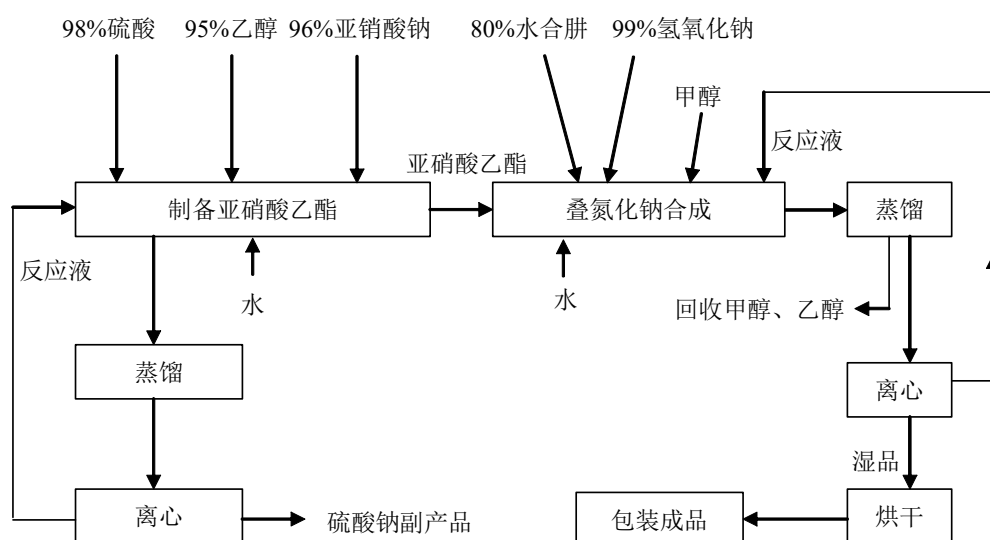 98%硫酸
95%乙醇
96%亚销酸钠
80%水合肼
99%氢氧化钠
甲醇
反应液
亚硝酸乙酯
制备亚硝酸乙酯
叠氮化钠合成
蒸馏
反应液
水
水
回收甲醇、乙醇
蒸馏
离心
湿品
离心
硫酸钠副产品
包装成品
烘干